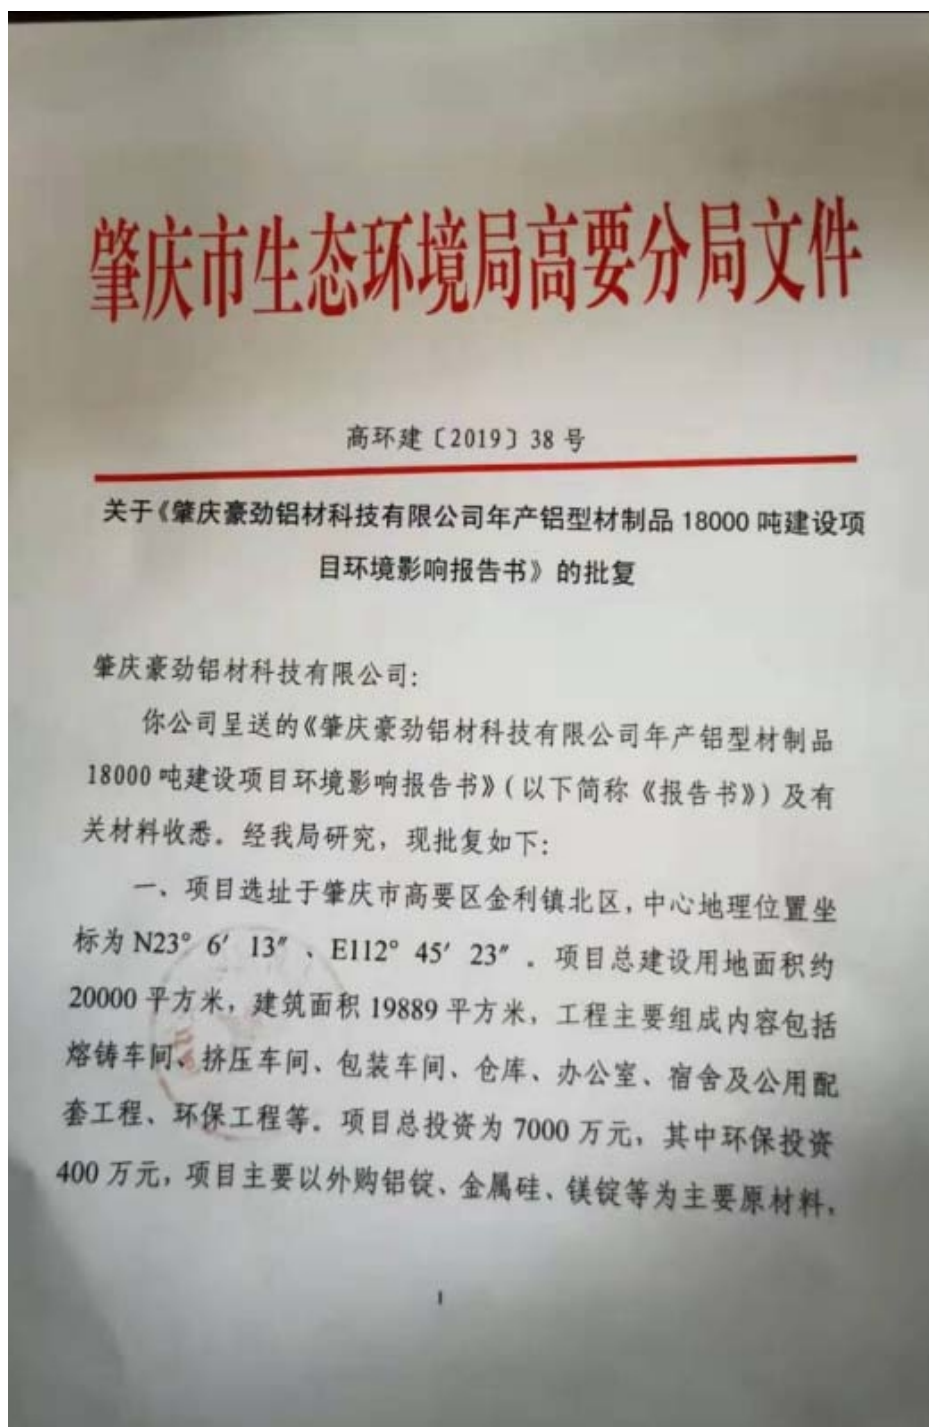 肇庆市生态环境局高要分局文件
高环建〔2019〕38 号
关于《肇庆豪劲铝材科技有限公司年产铝型材制品 18000 吨建设项
目环境影响报告书》的批复
肇庆豪劲铝材科技有限公司：
你公司呈送的《肇庆豪劲铝材科技有限公司年产铝型材制品
18000 吨建设项目环境影响报告书》（以下简称《报告书》）及有
关材料收悉。经我局研究，现批复如下：
一、项目选址于肇庆市高要区金利镇北区，中心地理位置坐
标为 N23° 6′ 13″ 、E112° 45′ 23″ 。项目总建设用地面积约
20000 平方米，建筑面积 19889 平方米，工程主要组成内容包括
熔铸车间、挤压车间、包装车间、仓库、办公室、宿舍及公用配
套工程、环保工程等。项目总投资为 7000 万元，其中环保投资
400 万元，项目主要以外购铝锭、金属硅、镁锭等为主要原材料，
1